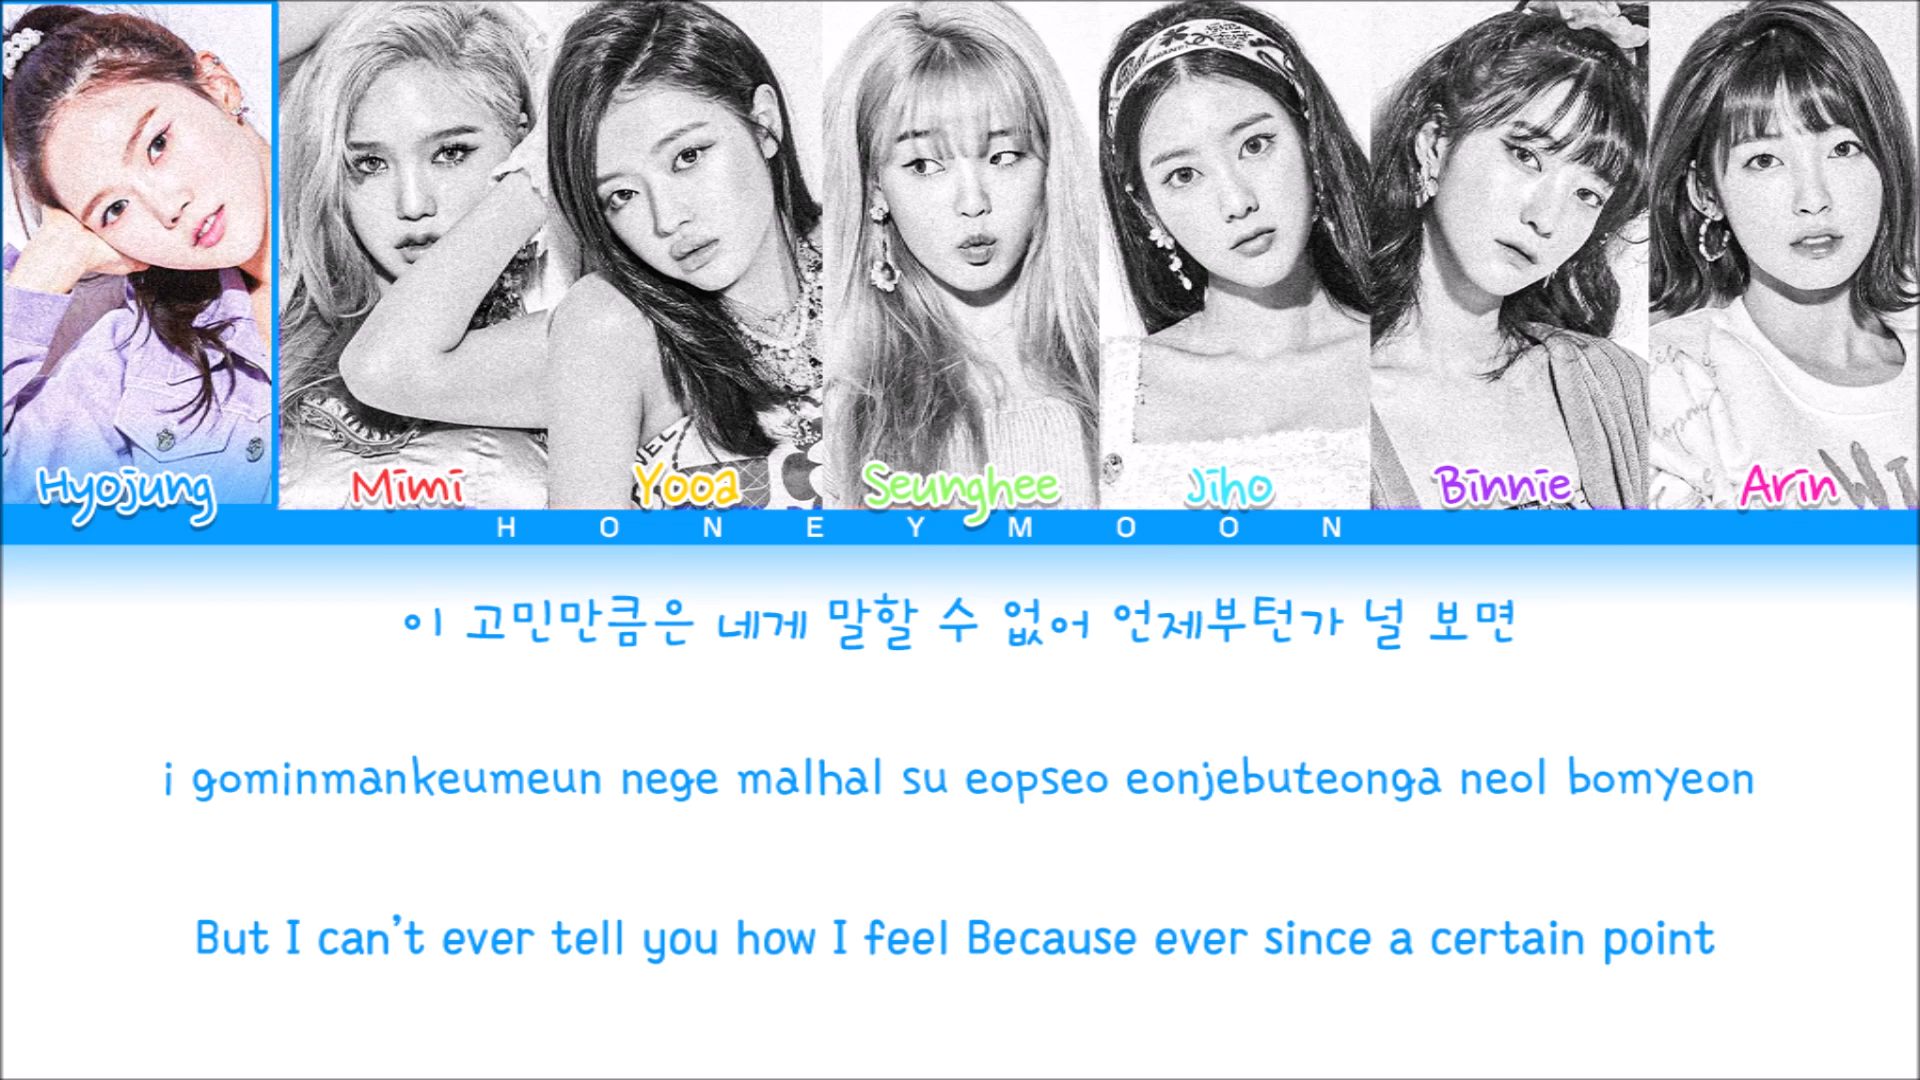 Hyojung Mimi Yooa Seunghee Jiho Binnie Arin
HONEYMOON
이 고민만큼은 네게 말할 수 없어 언제부턴가 널 보면
i gominmankeumeun nege malhal su eopseo eonjebuteonga neol bomyeon
But I can't ever tell you how I feel Because ever since a certain point